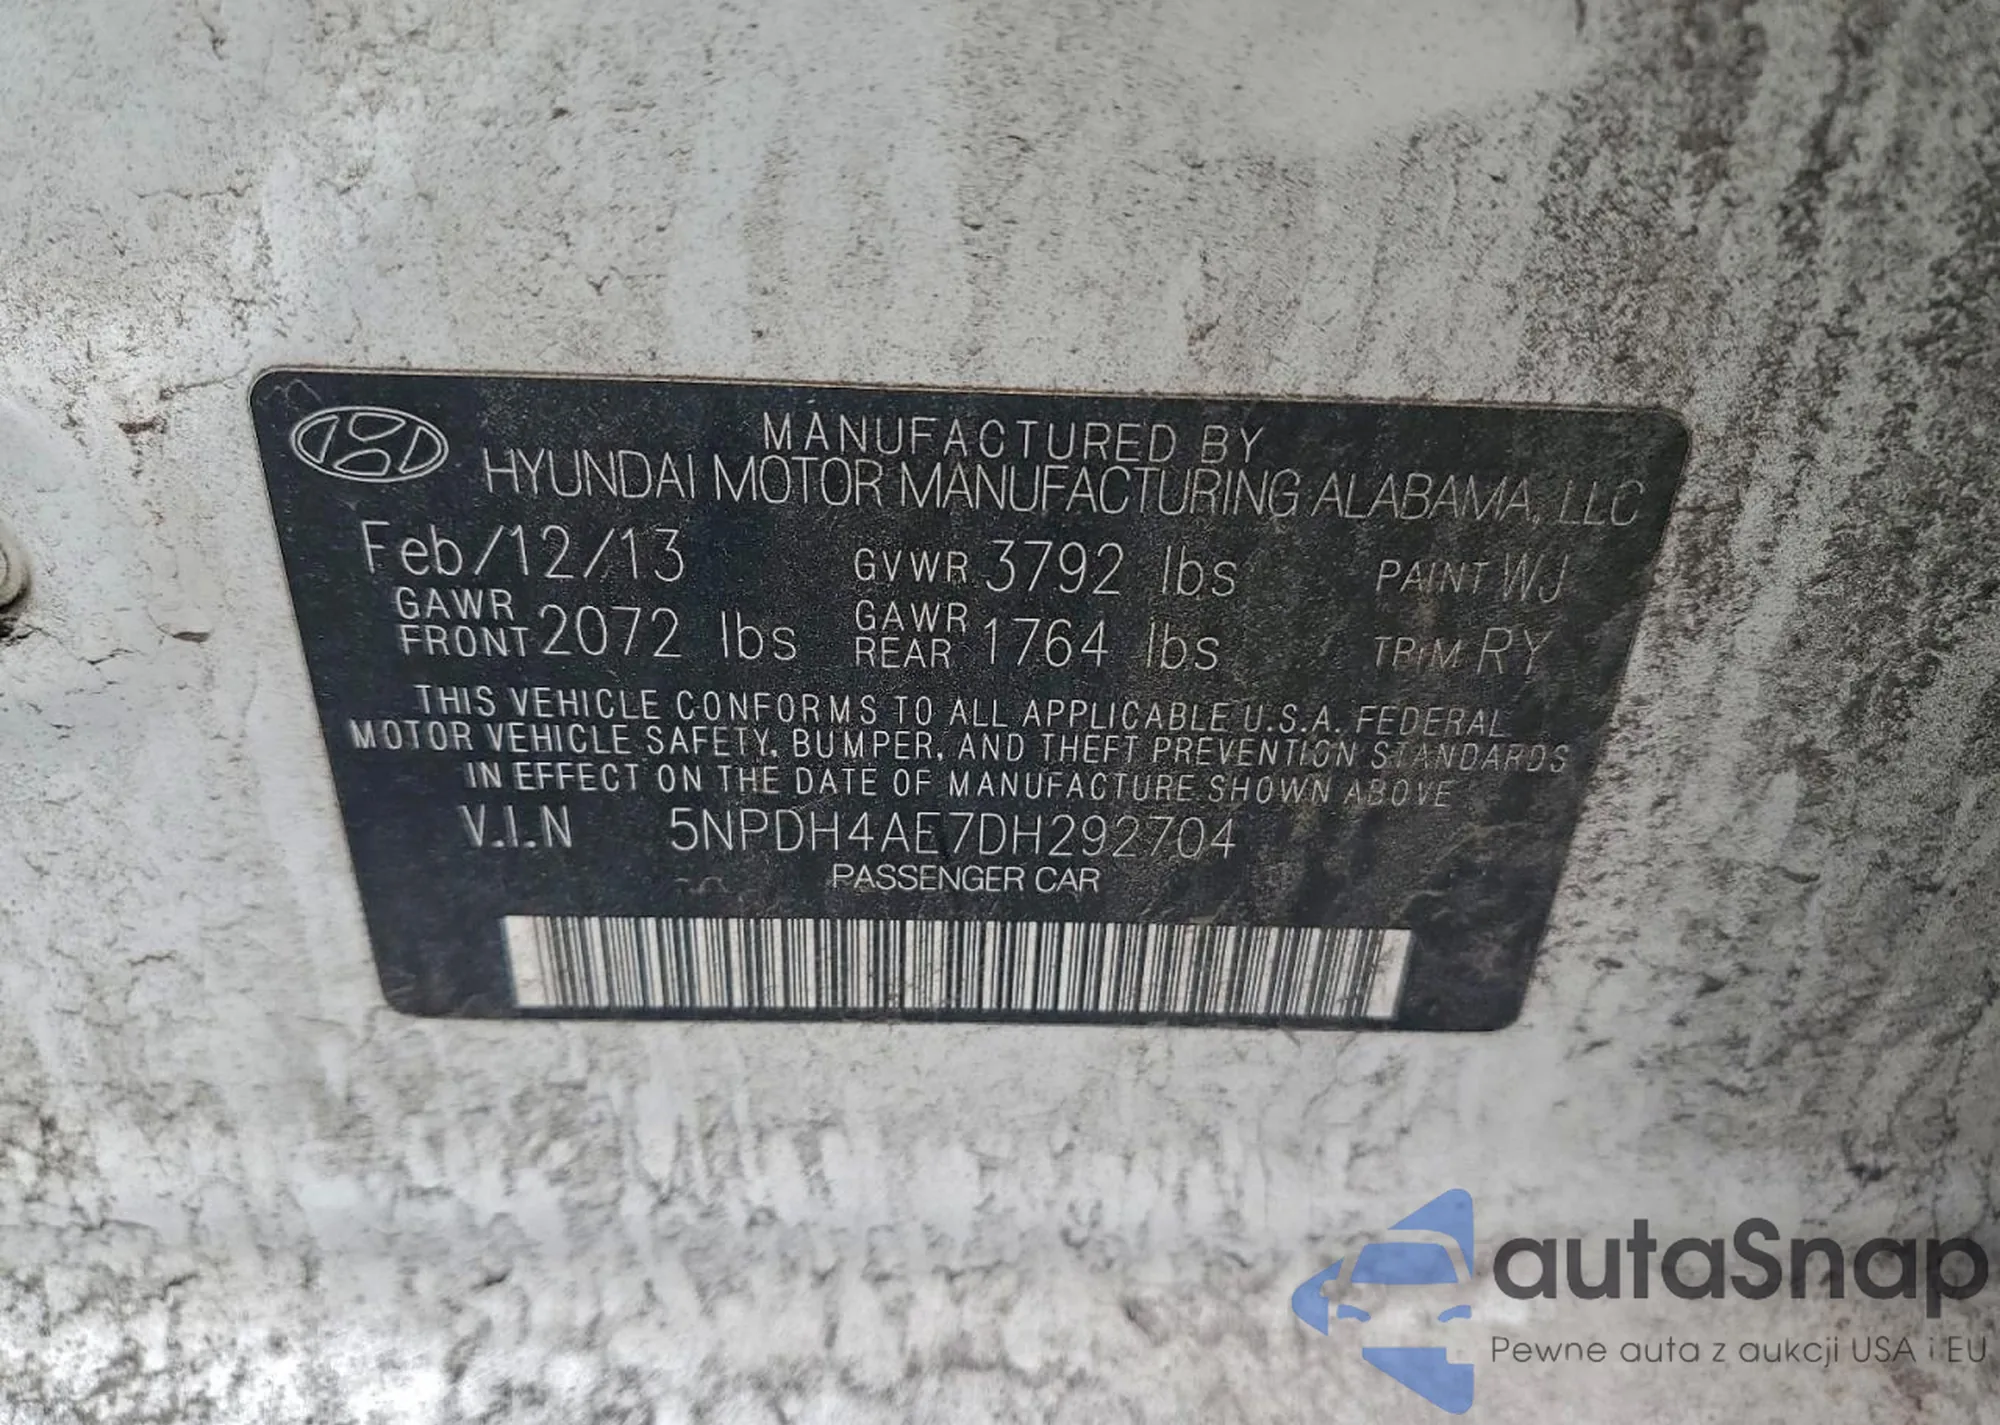 MANUFACTURED BY
HYUNDAI MOTOR MANUFACTURING ALABAMA, LLC
Feb/12/13 GVWR 3792 lbs PAINT WJ
GAWR FRONT 2072 lbs GAWR REAR 1764 lbs TRIM RY
THIS VEHICLE CONFORMS TO ALL APPLICABLE U.S.A. FEDERAL
MOTOR VEHICLE SAFETY, BUMPER, AND THEFT PREVENTION STANDARDS
IN EFFECT ON THE DATE OF MANUFACTURE SHOWN ABOVE
V.I.N 5NPDH4AE7DH292704
PASSENGER CAR
autaSnap
Pewne auta z aukcji USA i EU